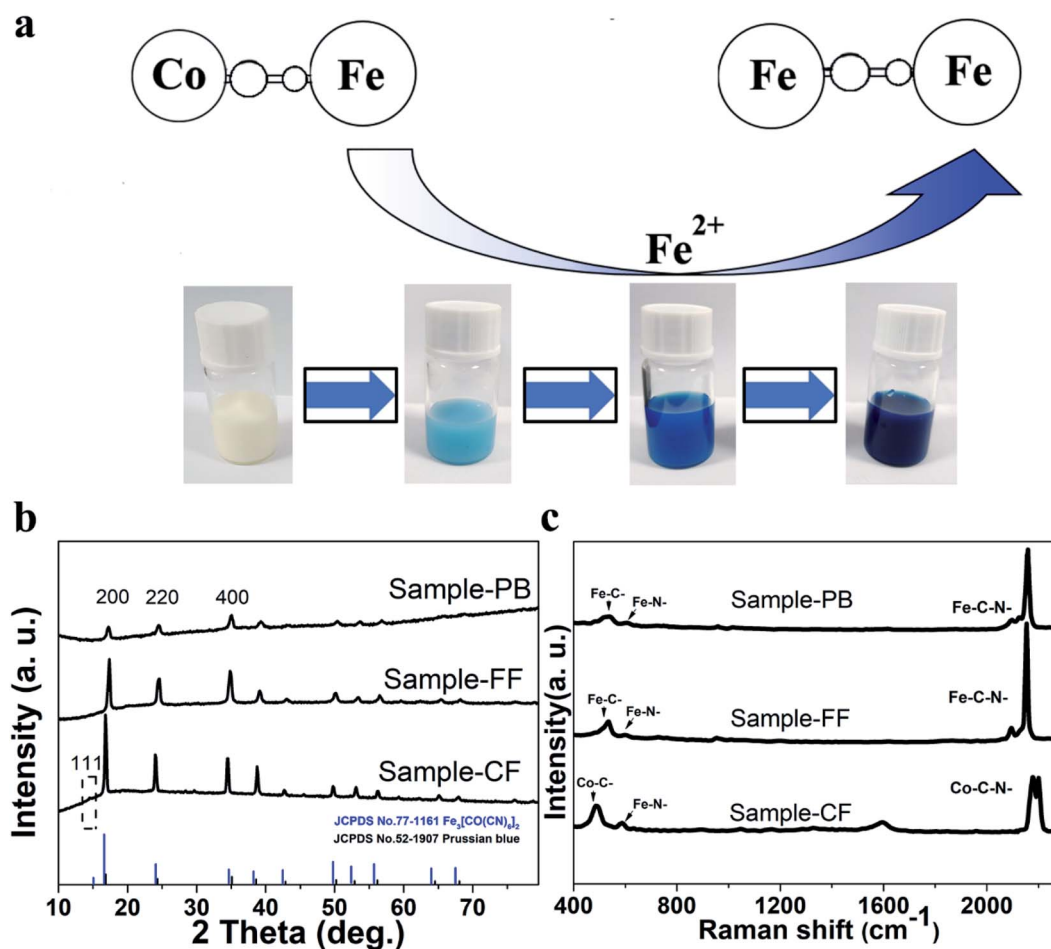 a
Co Fe Fe Fe
Fe2+
b
Intensity (a. u.)
200 220 400
Sample-PB
Sample-FF
111
Sample-CF
JCPDS No.77-1161 Fe3[CO(CN)6]2
JCPDS No.52-1907 Prussian blue
10 20 30 40 50 60 70
2 Theta (deg.)
c
Intensity(a. u.)
Fe-C- Fe-N- Sample-PB Fe-C-N-
Fe-C- Fe-N- Sample-FF Fe-C-N-
Co-C- Fe-N- Sample-CF Co-C-N-
400 800 1200 1600 2000
Raman shift (cm-1)